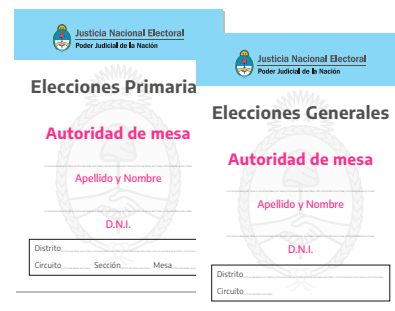 Justicia Nacional Electoral
Poder Judicial de la Nación
Elecciones Primaria
Autoridad de mesa
Apellido y Nombre
D.N.I.
Distrito
Circuito Sección Mesa
Justicia Nacional Electoral
Poder Judicial de la Nación
Elecciones Generales
Autoridad de mesa
Apellido y Nombre
D.N.I.
Distrito
Circuito